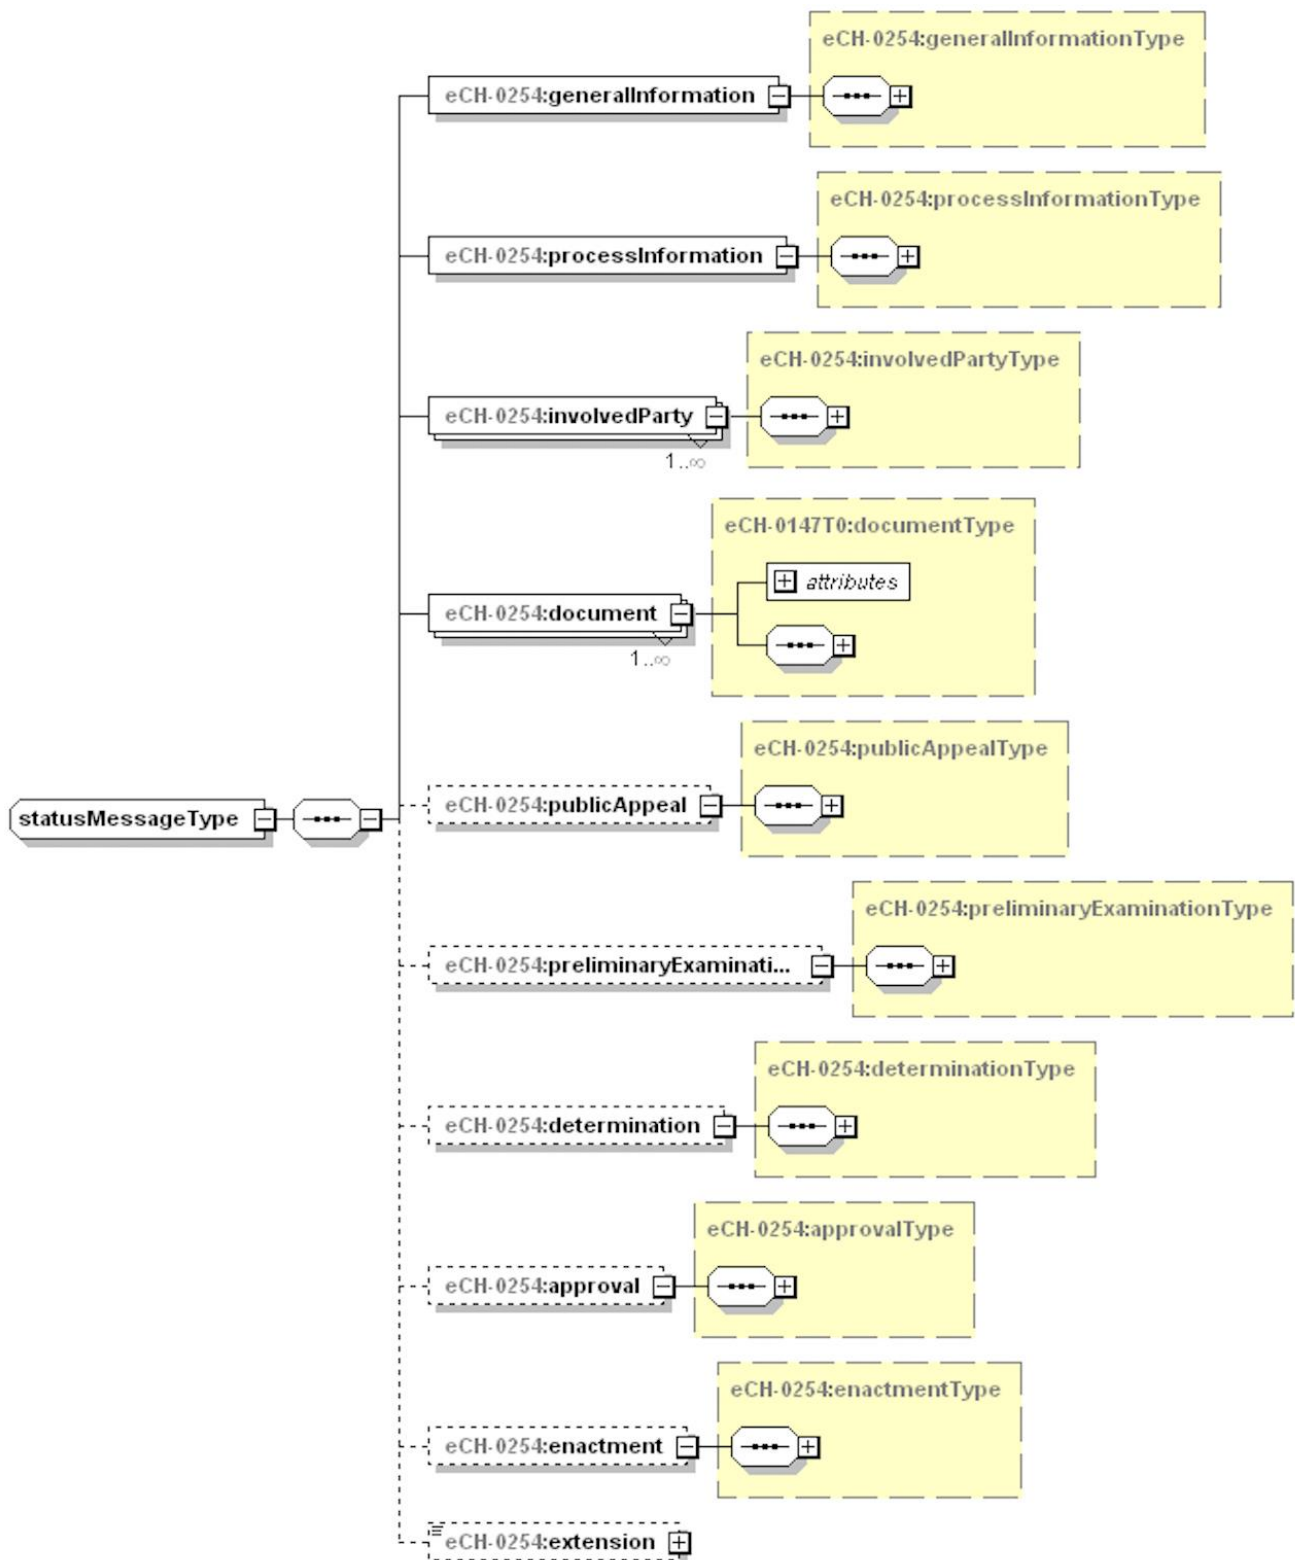 eCH-0254:generalInformationType
eCH-0254:generalInformation
eCH-0254:processInformationType
eCH-0254:processInformation
eCH-0254:involvedPartyType
eCH-0254:involvedParty
1..∞
eCH-0147T0:documentType
attributes
eCH-0254:document
1..∞
eCH-0254:publicAppealType
eCH-0254:publicAppeal
statusMessageType
eCH-0254:preliminaryExaminationType
eCH-0254:preliminaryExaminati...
eCH-0254:determinationType
eCH-0254:determination
eCH-0254:approvalType
eCH-0254:approval
eCH-0254:enactmentType
eCH-0254:enactment
eCH-0254:extension